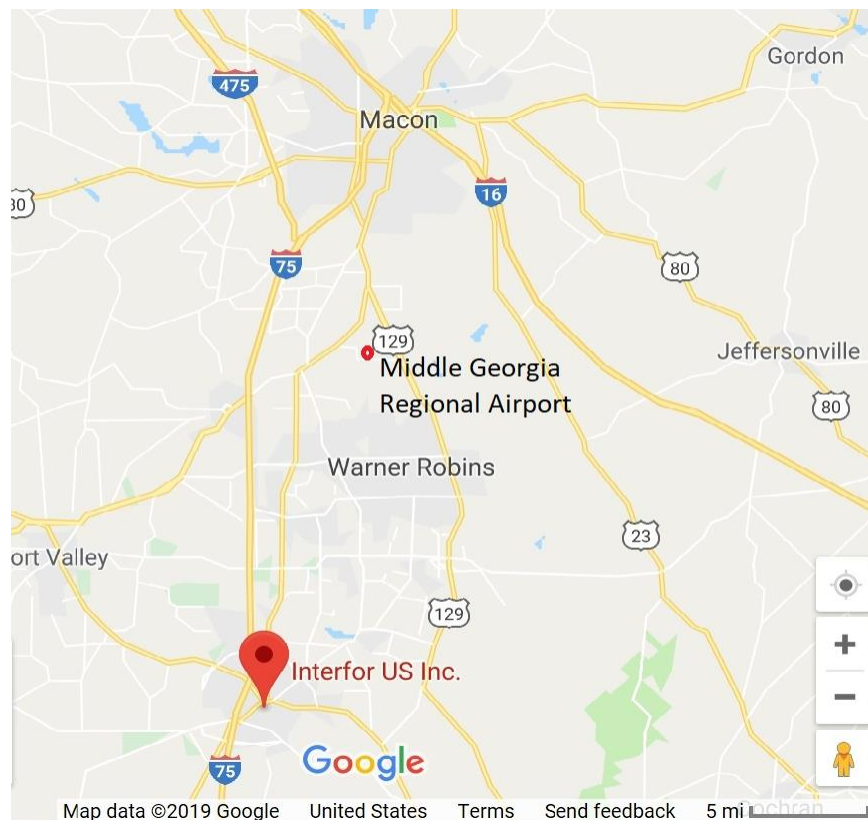 Gordon
475
Macon
16
80
75
80
129
Middle Georgia
Regional Airport
Jeffersonville
80
Warner Robins
23
ort Valley
129
Interfor US Inc.
75
Google
Cochran
Map data ©2019 Google United States Terms Send feedback 5 mi